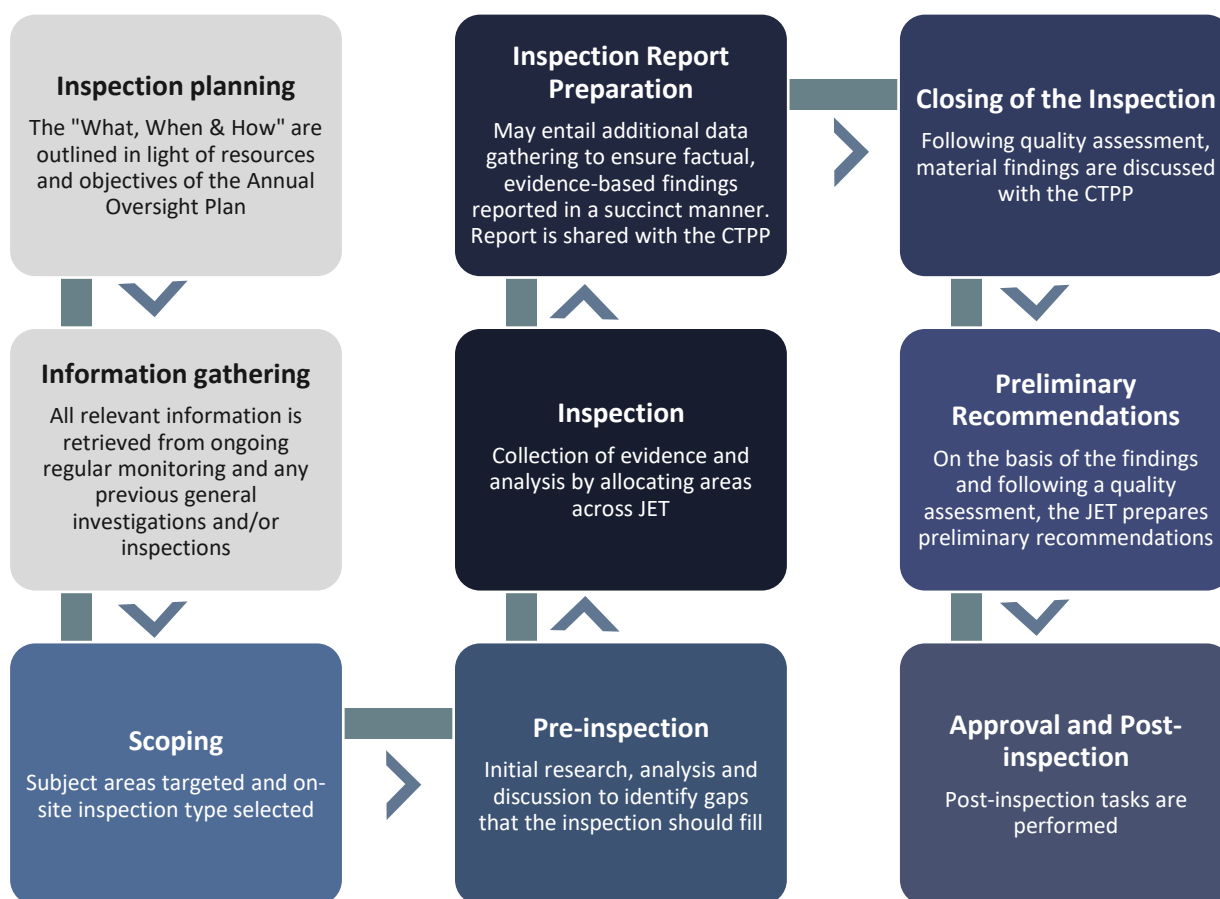 Inspection planning
The "What, When & How" are
outlined in light of resources
and objectives of the Annual
Oversight Plan
Information gathering
All relevant information is
retrieved from ongoing
regular monitoring and any
previous general
investigations and/or
inspections
Scoping
Subject areas targeted and on-
site inspection type selected
Pre-inspection
Initial research, analysis and
discussion to identify gaps
that the inspection should fill
Inspection
Collection of evidence and
analysis by allocating areas
across JET
Inspection Report
Preparation
May entail additional data
gathering to ensure factual,
evidence-based findings
reported in a succinct manner.
Report is shared with the CTPP
Closing of the Inspection
Following quality assessment,
material findings are discussed
with the CTPP
Preliminary
Recommendations
On the basis of the findings
and following a quality
assessment, the JET prepares
preliminary recommendations
Approval and Post-
inspection
Post-inspection tasks are
performed